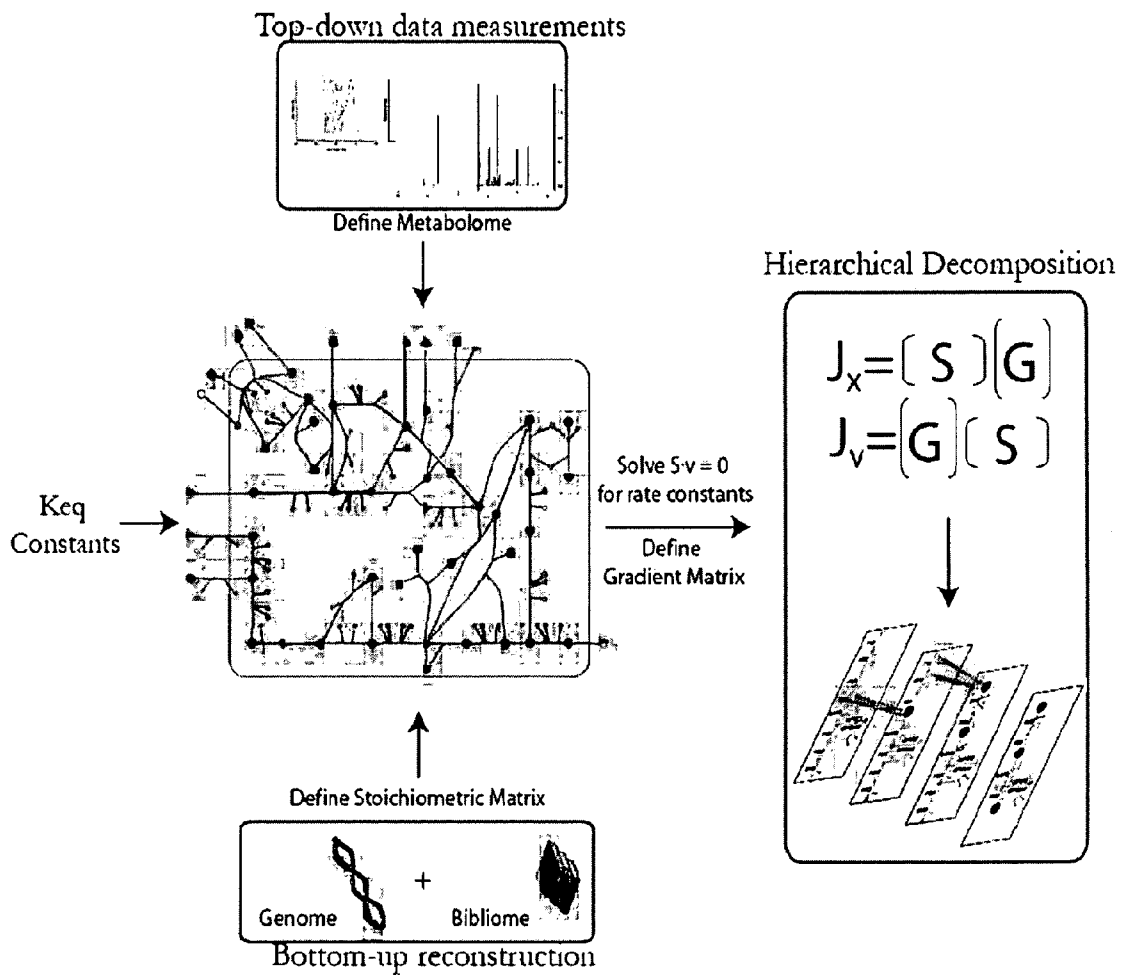 Top-down data measurements
Define Metabolome
Hierarchical Decomposition
Jx=[ S ][G]
Jv=[G][ S ]
Keq
Constants
Solve S·v = 0
for rate constants
Define
Gradient Matrix
Define Stoichiometric Matrix
+
Genome
Bibliome
Bottom-up reconstruction